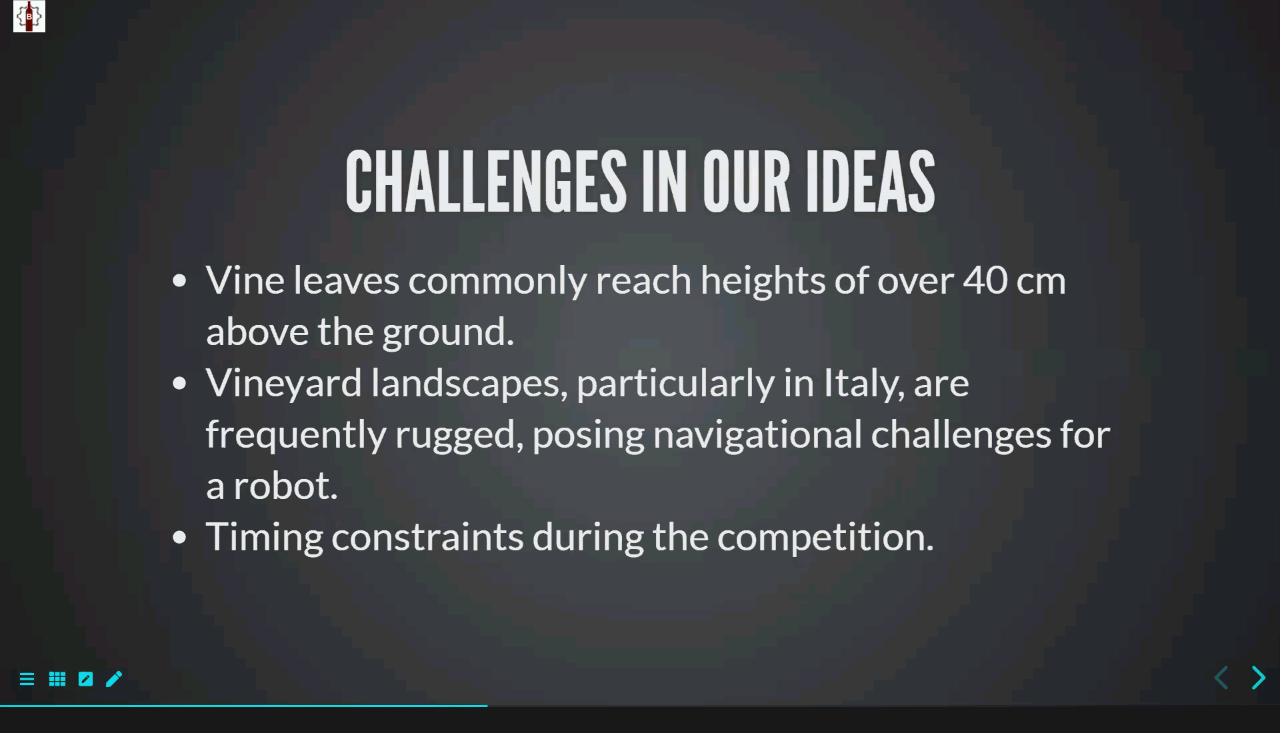 B
CHALLENGES IN OUR IDEAS
• Vine leaves commonly reach heights of over 40 cm
above the ground.
• Vineyard landscapes, particularly in Italy, are
frequently rugged, posing navigational challenges for
a robot.
• Timing constraints during the competition.